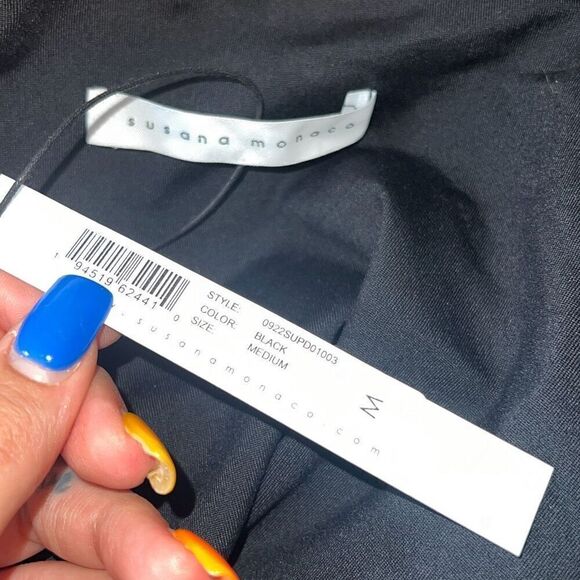 susana monaco
1 94519 62441 0
STYLE: 0922SUPD01003
COLOR: BLACK
SIZE: MEDIUM
M
susanamonaco.com